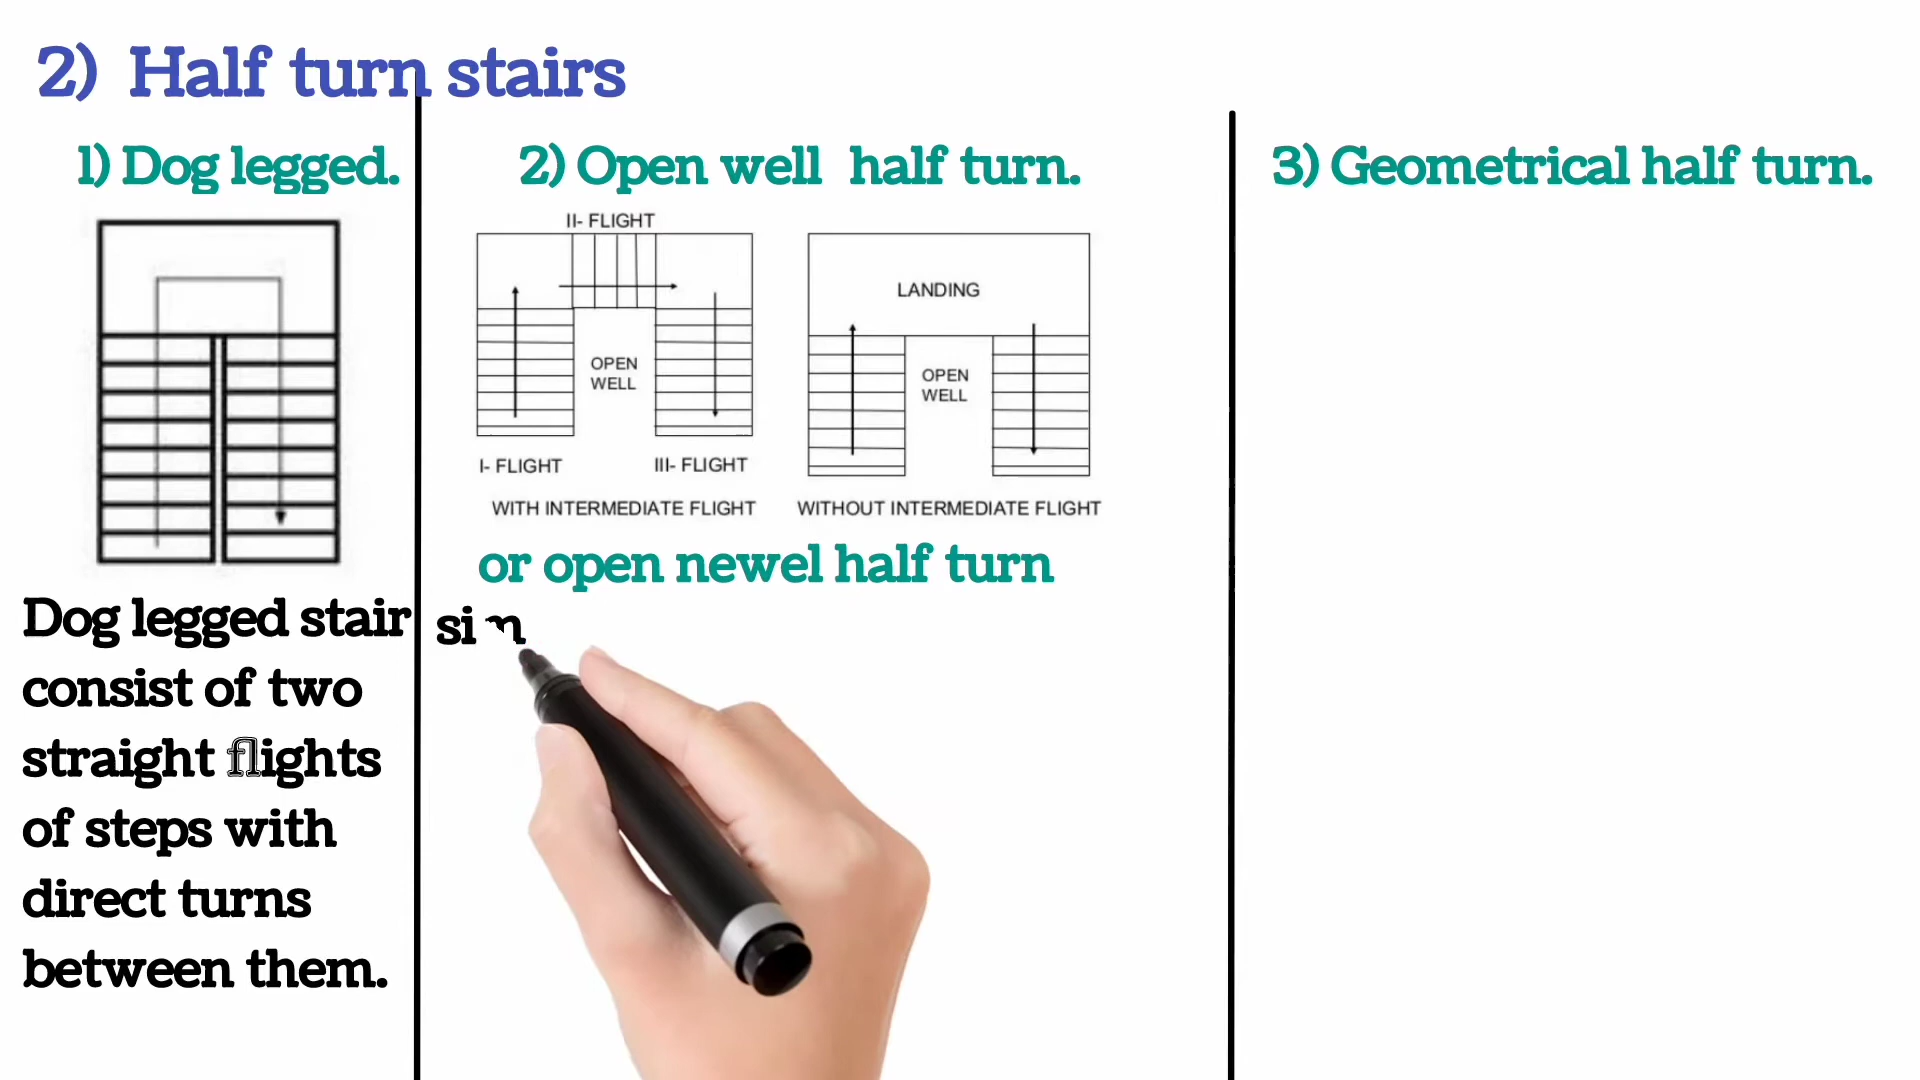 2) Half turn stairs
1) Dog legged.
Dog legged stair
consist of two
straight flights
of steps with
direct turns
between them.
2) Open well half turn.
II- FLIGHT
OPEN
WELL
I- FLIGHT
III- FLIGHT
WITH INTERMEDIATE FLIGHT
LANDING
OPEN
WELL
WITHOUT INTERMEDIATE FLIGHT
or open newel half turn
3) Geometrical half turn.